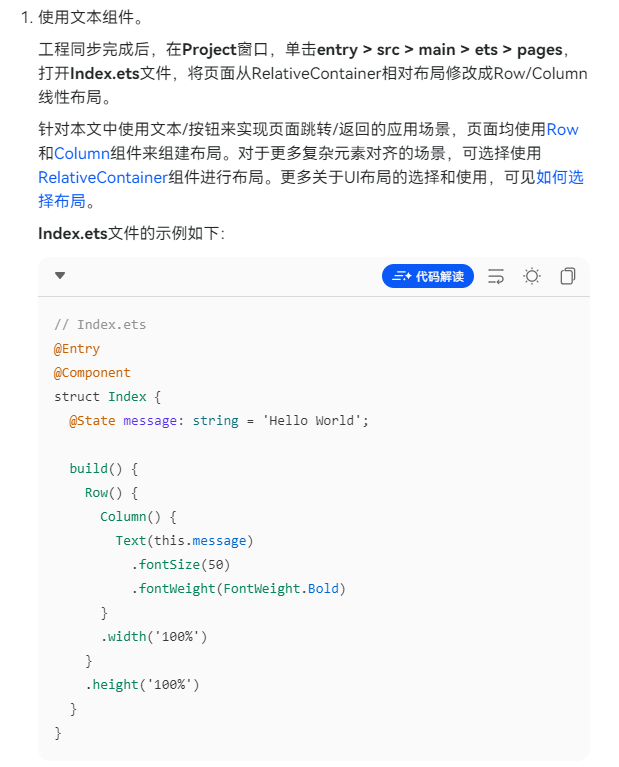 1. 使用文本组件。
工程同步完成后，在Project窗口，单击entry > src > main > ets > pages，
打开Index.ets文件，将页面从RelativeContainer相对布局修改成Row/Column
线性布局。
针对本文中使用文本/按钮来实现页面跳转/返回的应用场景，页面均使用Row
和Column组件来组建布局。对于更多复杂元素对齐的场景，可选择使用
RelativeContainer组件进行布局。更多关于UI布局的选择和使用，可见如何选
择布局。
Index.ets文件的示例如下：
代码解读
// Index.ets
@Entry
@Component
struct Index {
  @State message: string = 'Hello World';
  build() {
    Row() {
      Column() {
        Text(this.message)
          .fontSize(50)
          .fontWeight(FontWeight.Bold)
      }
      .width('100%')
    }
    .height('100%')
  }
}